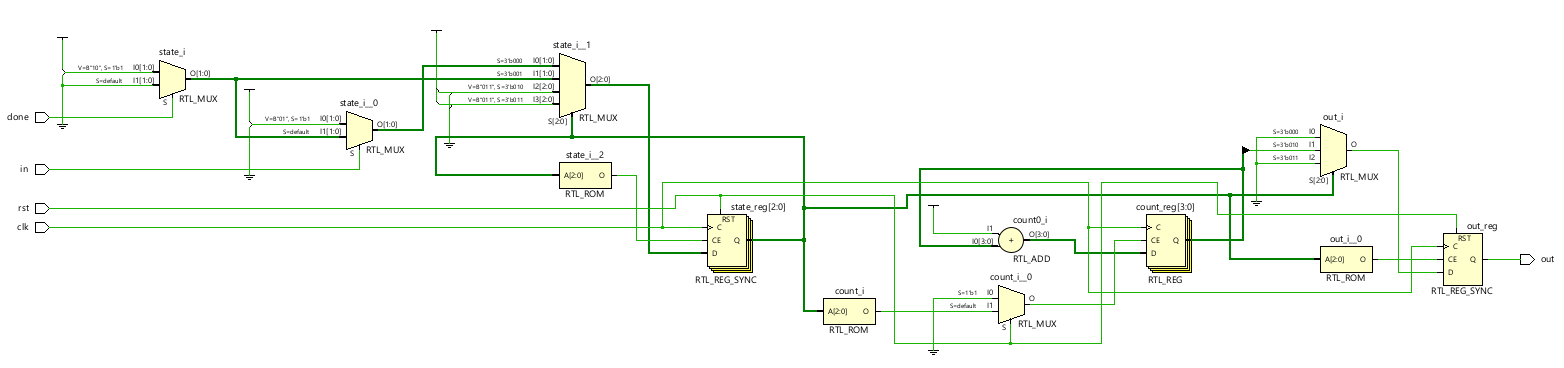 state_i
V=B"10", S=1'b1 I0[1:0]
S=default I1[1:0]
O[1:0]
S
RTL_MUX
done
in
rst
clk
state_i__0
V=B"01", S=1'b1 I0[1:0]
S=default I1[1:0]
O[1:0]
S
RTL_MUX
state_i__1
S=3'b000 I0[1:0]
S=3'b001 I1[1:0]
V=B"011", S=3'b010 I2[2:0]
V=B"011", S=3'b011 I3[2:0]
O[2:0]
S[2:0]
RTL_MUX
state_i__2
A[2:0] O
RTL_ROM
state_reg[2:0]
RST
C
CE Q
D
RTL_REG_SYNC
count_i
A[2:0] O
RTL_ROM
count0_i
I1
I0[3:0]
+
O[3:0]
RTL_ADD
count_i__0
S=1'b1 I0
S=default I1
O
S
RTL_MUX
count_reg[3:0]
C
CE Q
D
RTL_REG
out_i
S=3'b000 I0
S=3'b010 I1
S=3'b011 I2
O
S[2:0]
RTL_MUX
out_i__0
A[2:0] O
RTL_ROM
out_reg
RST
C
CE Q
D
RTL_REG_SYNC
out